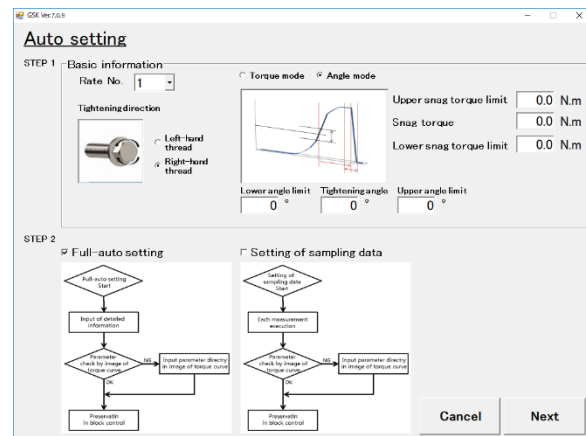 GSK Ver.7.0.9
Auto setting
STEP 1
Basic information
Rate No. 1
Torque mode Angle mode
Tightening direction
Left-hand thread
Right-hand thread
Upper snag torque limit 0.0 N.m
Snag torque 0.0 N.m
Lower snag torque limit 0.0 N.m
Lower angle limit Tightening angle Upper angle limit
0 ° 0 ° 0 °
STEP 2
Full-auto setting
Setting of sampling data
Full-auto setting
Start
Input of detailed
information
Parameter
check by image of
torque curve
NG
Input parameter directry
in image of torque curve
OK
Preservatin
in block control
Setting of
sampling data
Start
Each measurement
execution
Parameter
check by image of
torque curve
NG
Input parameter directry
in image of torque curve
OK
Preservatin
in block control
Cancel
Next